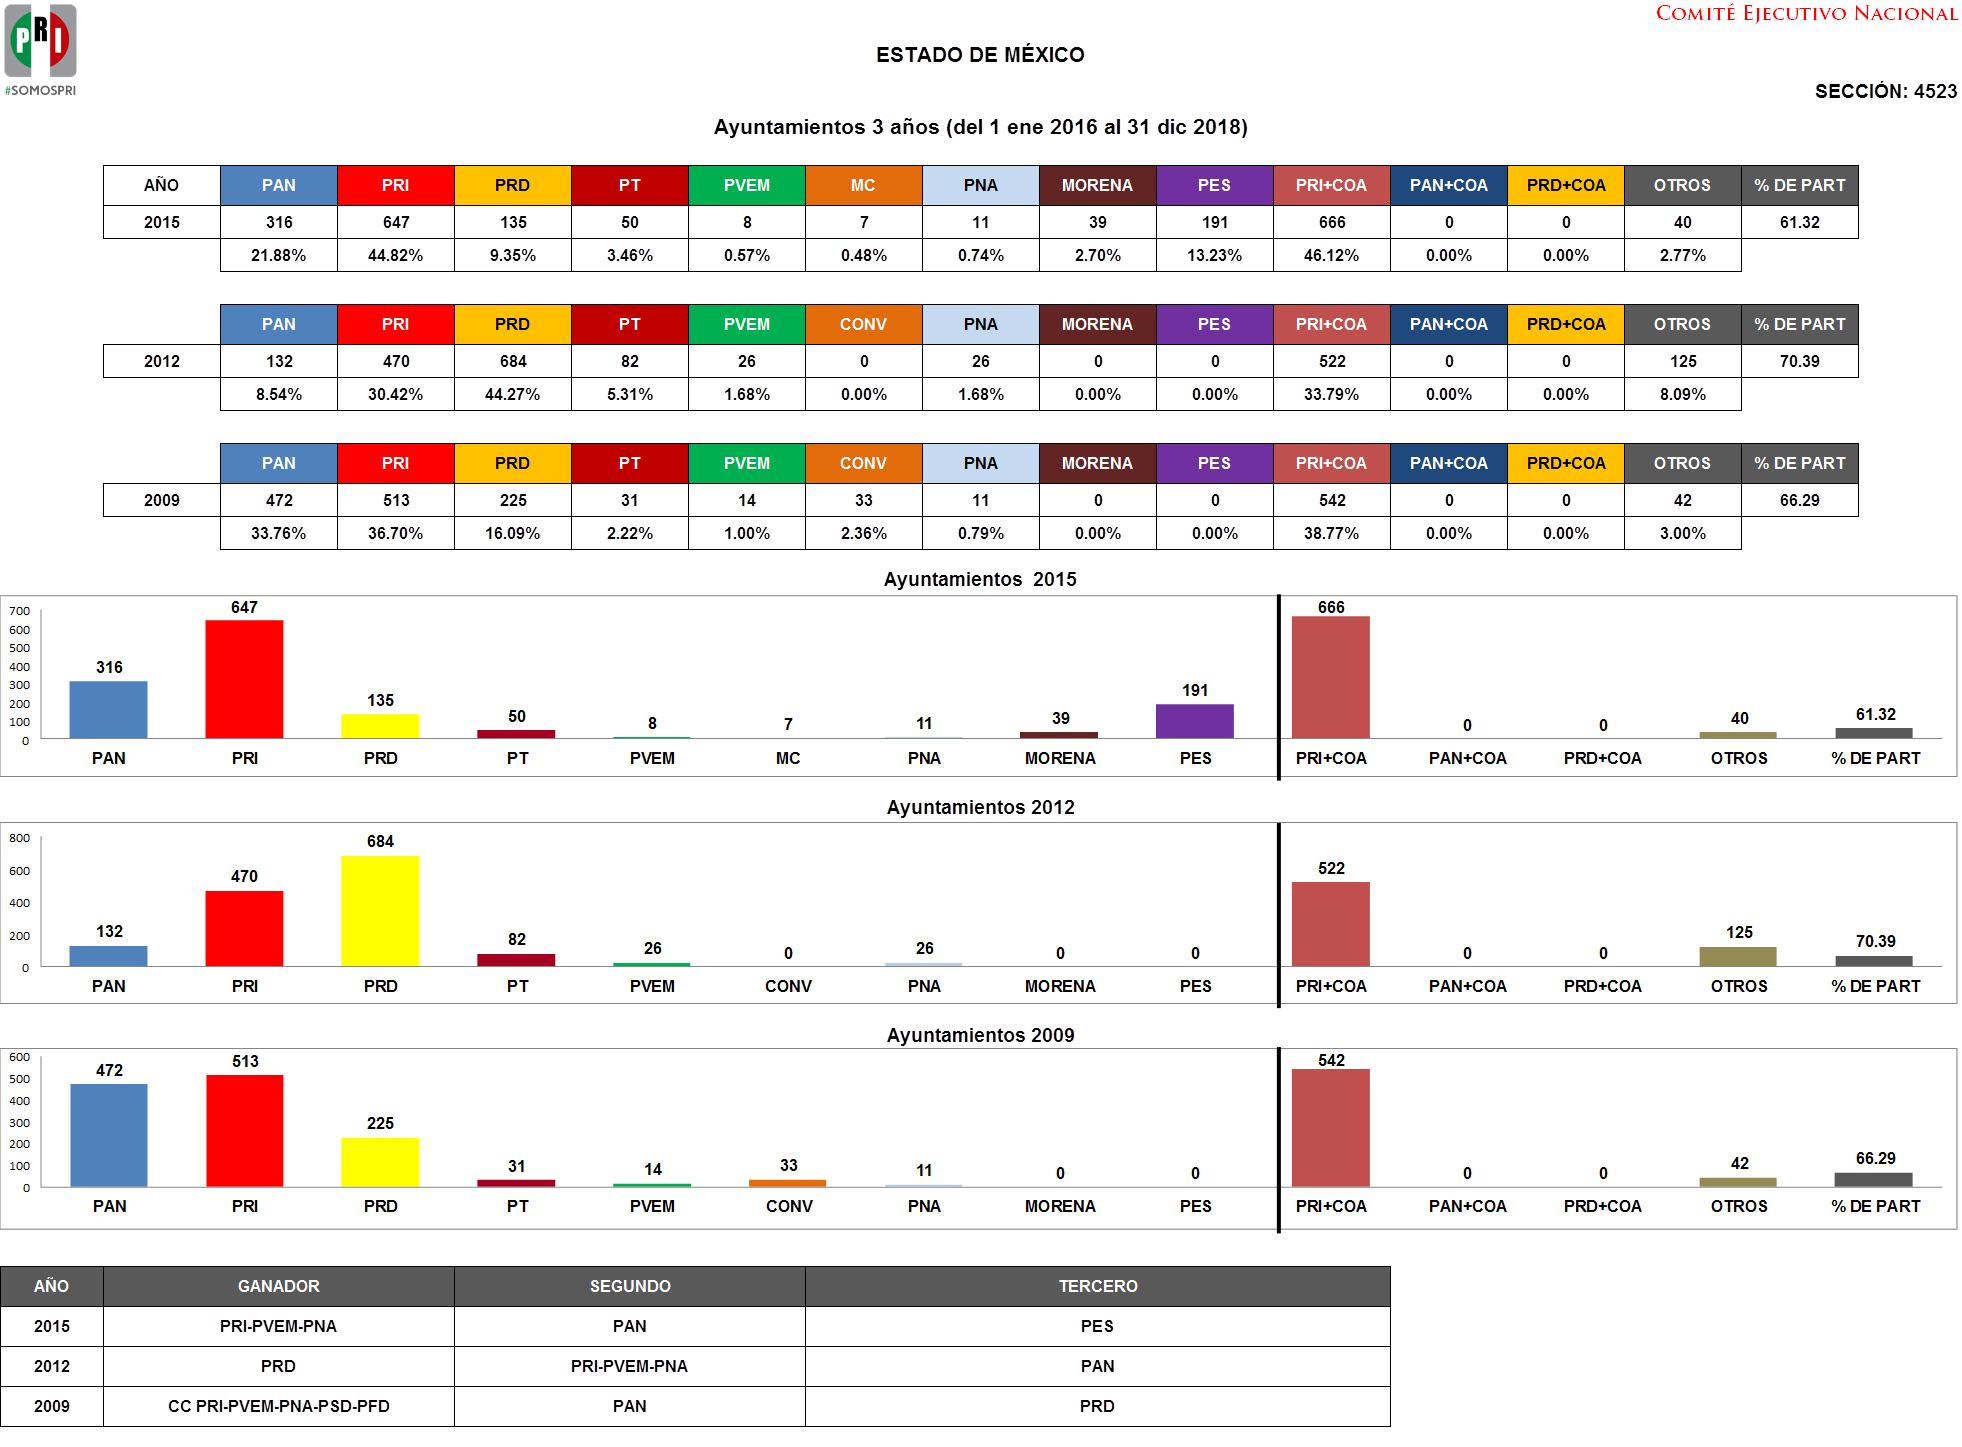 COMITÉ EJECUTIVO NACIONAL
PRI
#SOMOSPRI
ESTADO DE MÉXICO
SECCIÓN: 4523
Ayuntamientos 3 años (del 1 ene 2016 al 31 dic 2018)
AÑO PAN PRI PRD PT PVEM MC PNA MORENA PES PRI+COA PAN+COA PRD+COA OTROS % DE PART
2015 316 647 135 50 8 7 11 39 191 666 0 0 40 61.32
21.88% 44.82% 9.35% 3.46% 0.57% 0.48% 0.74% 2.70% 13.23% 46.12% 0.00% 0.00% 2.77%
PAN PRI PRD PT PVEM CONV PNA MORENA PES PRI+COA PAN+COA PRD+COA OTROS % DE PART
2012 132 470 684 82 26 0 26 0 0 522 0 0 125 70.39
8.54% 30.42% 44.27% 5.31% 1.68% 0.00% 1.68% 0.00% 0.00% 33.79% 0.00% 0.00% 8.09%
PAN PRI PRD PT PVEM CONV PNA MORENA PES PRI+COA PAN+COA PRD+COA OTROS % DE PART
2009 472 513 225 31 14 33 11 0 0 542 0 0 42 66.29
33.76% 36.70% 16.09% 2.22% 1.00% 2.36% 0.79% 0.00% 0.00% 38.77% 0.00% 0.00% 3.00%
Ayuntamientos 2015
700
600
500
400
300
200
100
0
316 647 135 50 8 7 11 39 191 666 0 0 40 61.32
PAN PRI PRD PT PVEM MC PNA MORENA PES PRI+COA PAN+COA PRD+COA OTROS % DE PART
Ayuntamientos 2012
800
600
400
200
0
132 470 684 82 26 0 26 0 0 522 0 0 125 70.39
PAN PRI PRD PT PVEM CONV PNA MORENA PES PRI+COA PAN+COA PRD+COA OTROS % DE PART
Ayuntamientos 2009
600
500
400
300
200
100
0
472 513 225 31 14 33 11 0 0 542 0 0 42 66.29
PAN PRI PRD PT PVEM CONV PNA MORENA PES PRI+COA PAN+COA PRD+COA OTROS % DE PART
AÑO GANADOR SEGUNDO TERCERO
2015 PRI-PVEM-PNA PAN PES
2012 PRD PRI-PVEM-PNA PAN
2009 CC PRI-PVEM-PNA-PSD-PFD PAN PRD